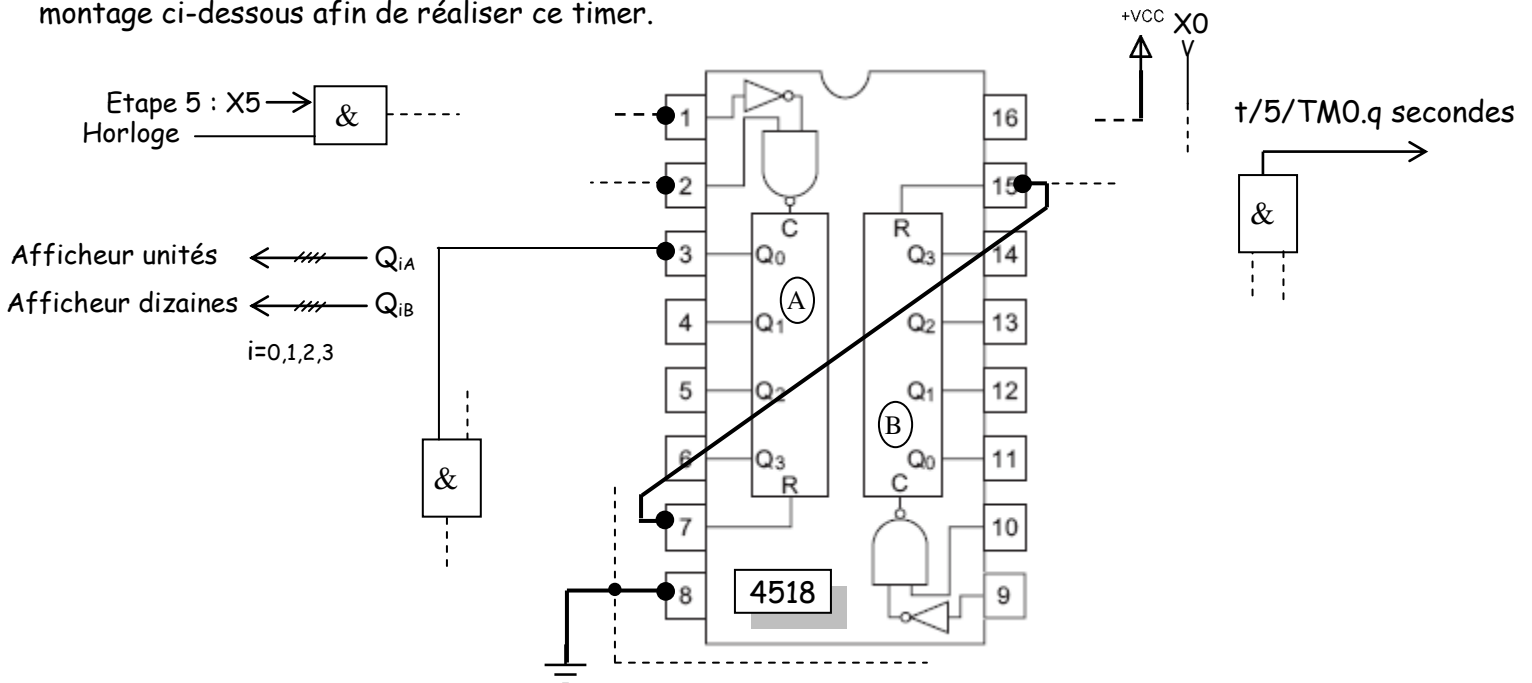 montage ci-dessous afin de réaliser ce timer.
+VCC X0
Etape 5 : X5
&
Horloge
t/5/TM0.q secondes
&
Afficheur unités
QiA
Afficheur dizaines
QiB
i=0,1,2,3
&
1
2
3
4
5
6
7
8
16
15
14
13
12
11
10
9
C
Q0
Q1
Q2
Q3
R
A
R
Q3
Q2
Q1
Q0
C
B
4518